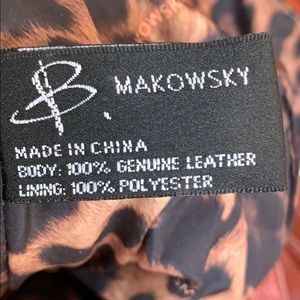 B. MAKOWSKY
MADE IN CHINA
BODY: 100% GENUINE LEATHER
LINING: 100% POLYESTER